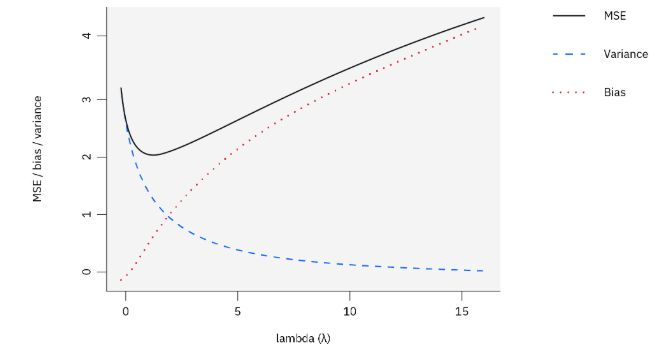 MSE / bias / variance
4
3
2
1
0
0 5 10 15
lambda (λ)
MSE
Variance
Bias